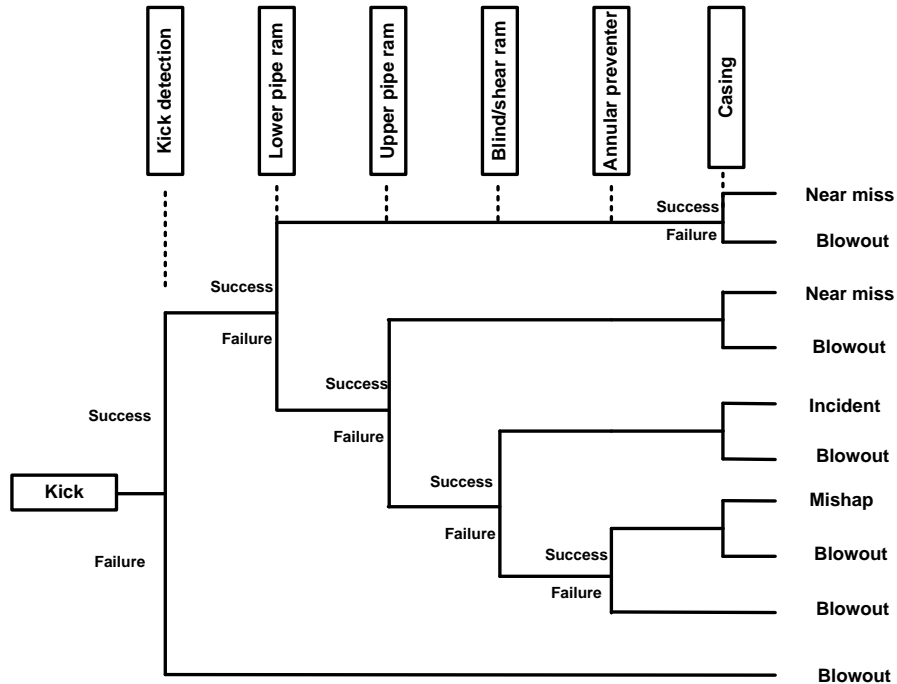 Kick detection
Lower pipe ram
Upper pipe ram
Blind/shear ram
Annular preventer
Casing
Near miss
Success
Failure
Blowout
Success
Near miss
Failure
Blowout
Success
Incident
Success
Failure
Blowout
Success
Kick
Mishap
Failure
Success
Blowout
Failure
Failure
Blowout
Blowout